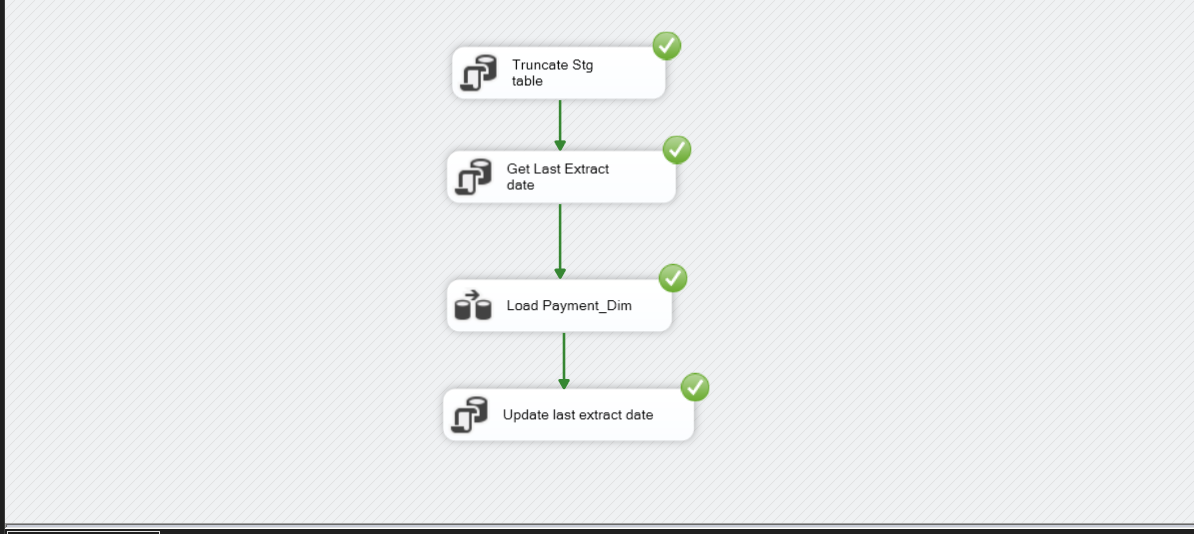 Truncate Stg
table
Get Last Extract
date
Load Payment_Dim
Update last extract date